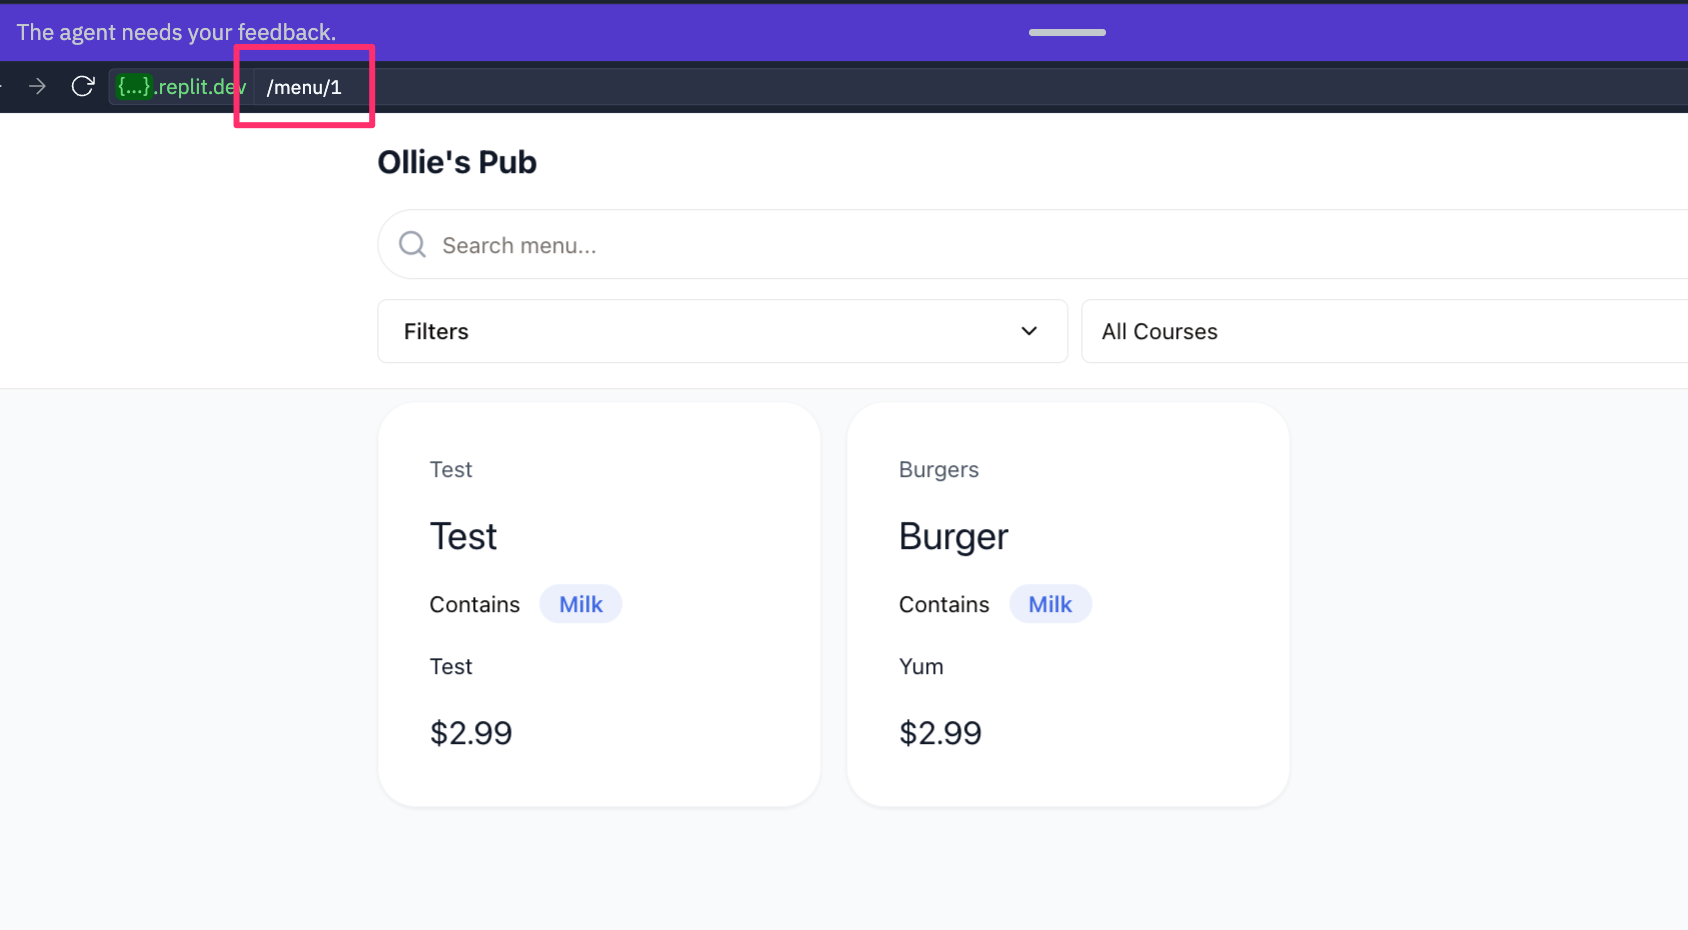 The agent needs your feedback.
{...}.replit.dev /menu/1
Ollie's Pub
Search menu...
Filters
All Courses
Test
Test
Contains Milk
Test
$2.99
Burgers
Burger
Contains Milk
Yum
$2.99